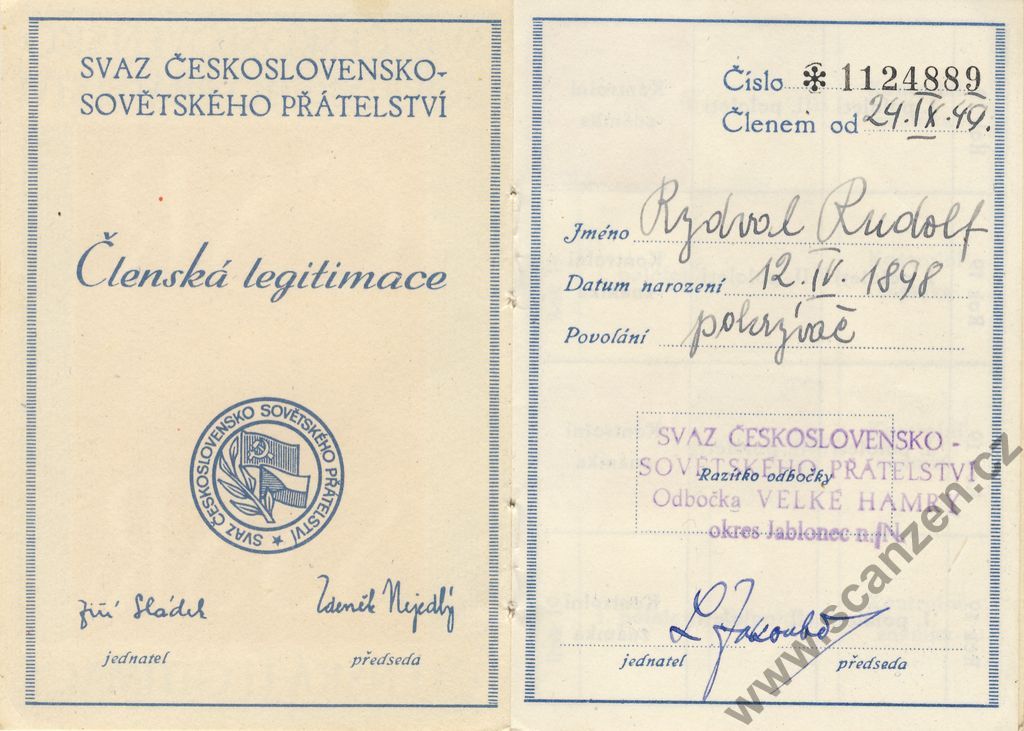 SVAZ ČESKOSLOVENSKO-
SOVĚTSKÉHO PŘÁTELSTVÍ
Členská legitimace
SVAZ ČESKOSLOVENSKO SOVĚTSKÉHO PŘÁTELSTVÍ
Jiří Sládek
Zdeněk Nejedlý
jednatel
předseda
Číslo ✻ 1124889
Členem od 24.IX.49.
Jméno Rydval Rudolf
Datum narození 12.IV.1898
Povolání pokrývač
SVAZ ČESKOSLOVENSKO -
SOVĚTSKÉHO PŘÁTELSTVÍ
Razítko odbočky
Odbočka VELKÉ HAMRY
okres Jablonec n./N.
jednatel
předseda
www.scanzen.cz